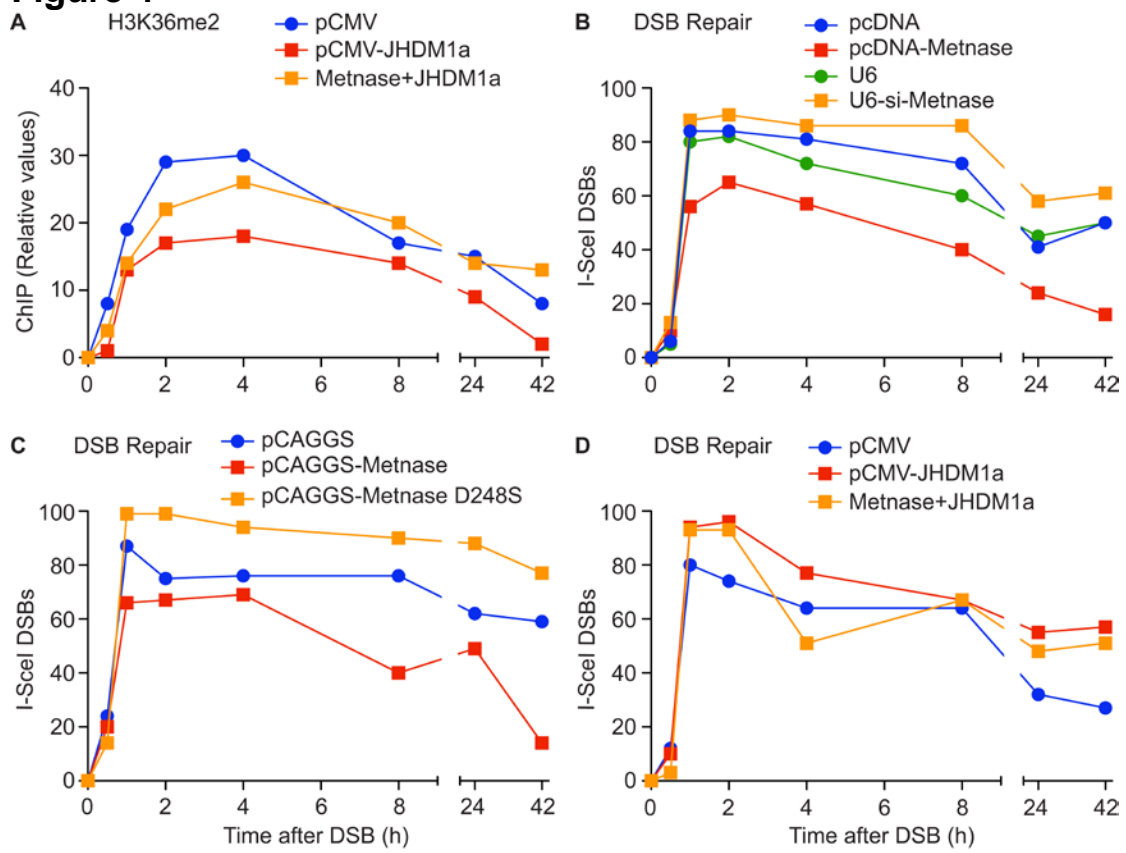 A
H3K36me2
pCMV
pCMV-JHDM1a
Metnase+JHDM1a
ChIP (Relative values)
40
30
20
10
0
0 2 4 6 8 24 42
B
DSB Repair
pcDNA
pcDNA-Metnase
U6
U6-si-Metnase
I-SceI DSBs
100
80
60
40
20
0
0 2 4 6 8 24 42
C
DSB Repair
pCAGGS
pCAGGS-Metnase
pCAGGS-Metnase D248S
I-SceI DSBs
100
80
60
40
20
0
0 2 4 6 8 24 42
Time after DSB (h)
D
DSB Repair
pCMV
pCMV-JHDM1a
Metnase+JHDM1a
I-SceI DSBs
100
80
60
40
20
0
0 2 4 6 8 24 42
Time after DSB (h)